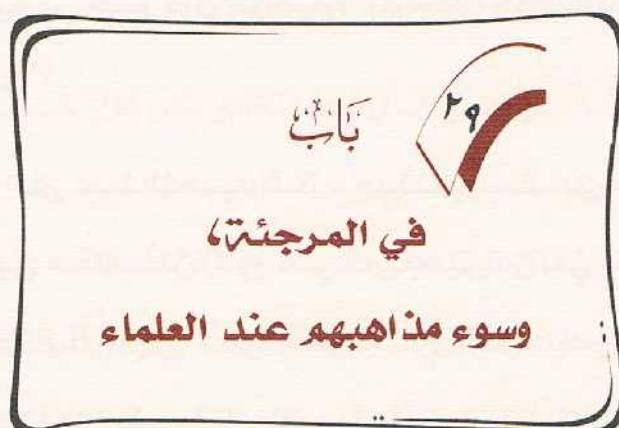 ٢٩
بَابٌ
في المرجئة،
وسوء مذاهبهم عند العلماء